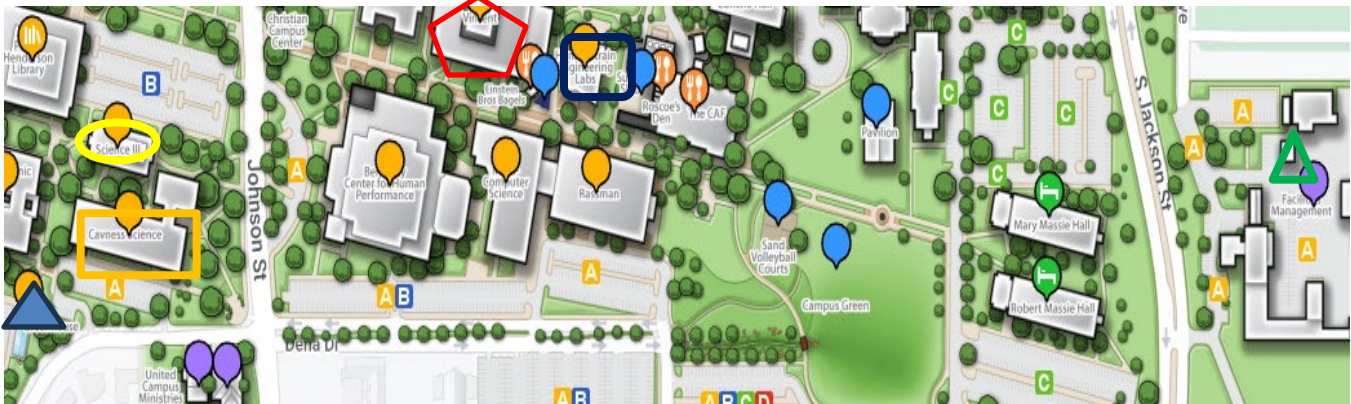 Christian
Campus
Center
Vincent
C
Henderson
Library
B
Einstein
Bros Bagels
Engineering
Labs
Roscoe's
Den
The CAF
C
C
C
Pavilion
S Jackson St
A
Science III
A
A
Johnson St
Center for Human
Performance
Computer
Science
Rassman
C
Facilities
Management
Mary Massie Hall
Cavness Science
Sand
Volleyball
Courts
A
A
A
A
A B
Robert Massie Hall
Campus Green
Dena Dr
United
Campus
Ministries
C
A B
A B C D